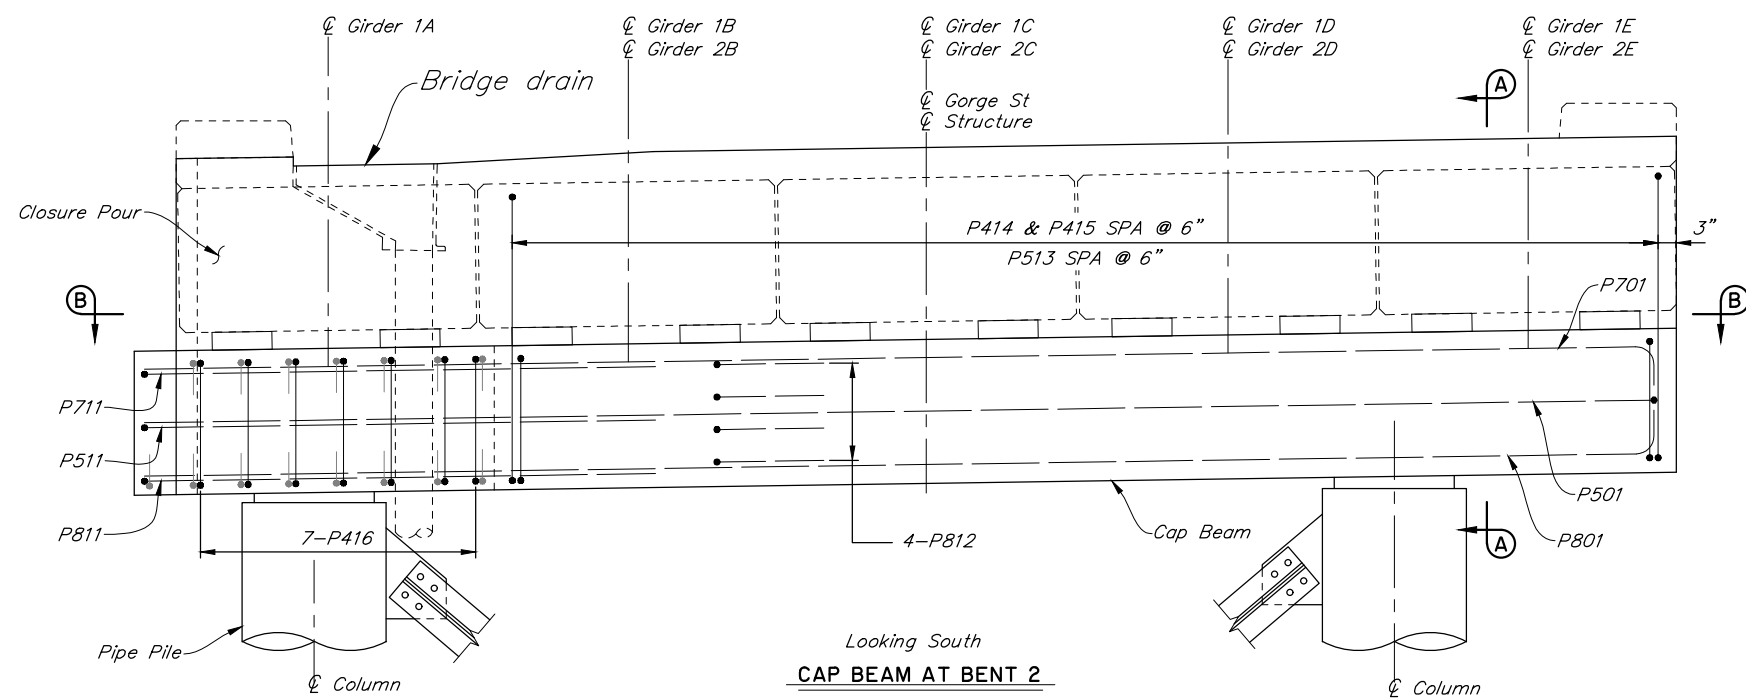 ℄ Girder 1A
℄ Girder 1B
℄ Girder 2B
℄ Girder 1C
℄ Girder 2C
℄ Girder 1D
℄ Girder 2D
℄ Girder 1E
℄ Girder 2E
Bridge drain
℄ Gorge St
℄ Structure
A
Closure Pour
P414 & P415 SPA @ 6"
3"
P513 SPA @ 6"
P701
B
B
P711
P511
P811
P501
7-P416
4-P812
Cap Beam
A
P801
Pipe Pile
Looking South
CAP BEAM AT BENT 2
℄ Column
℄ Column